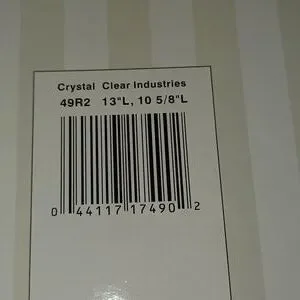 Crystal Clear Industries
49R2 13"L, 10 5/8"L
0 44117 17490 2